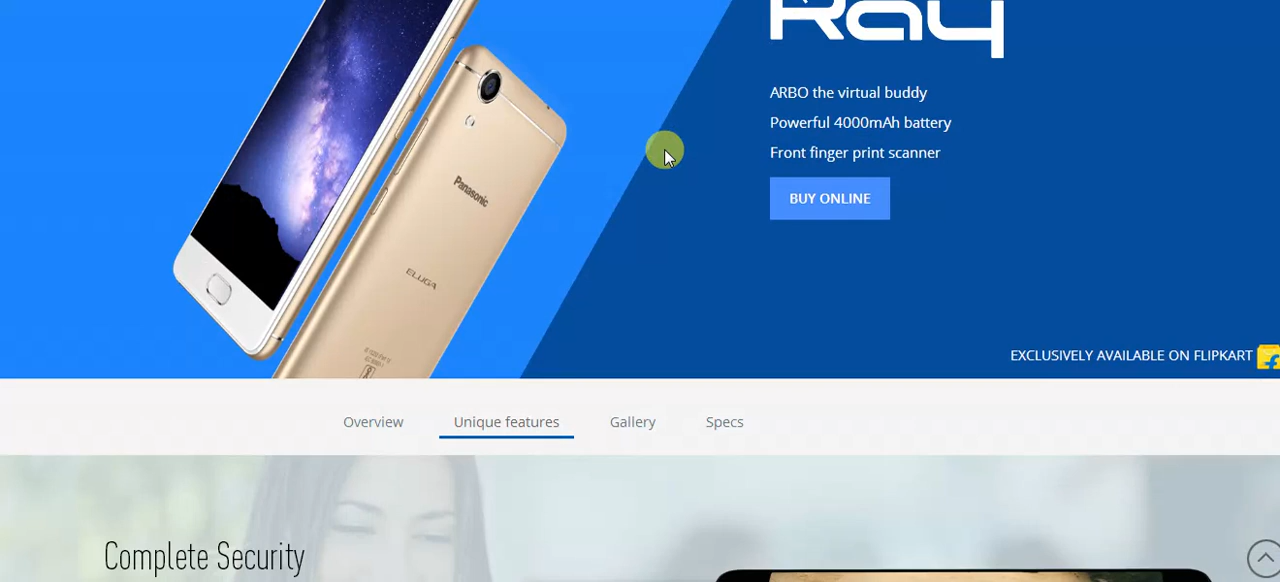 Ray
ARBO the virtual buddy
Powerful 4000mAh battery
Front finger print scanner
BUY ONLINE
Panasonic
ELUGA
EXCLUSIVELY AVAILABLE ON FLIPKART
Overview
Unique features
Gallery
Specs
Complete Security